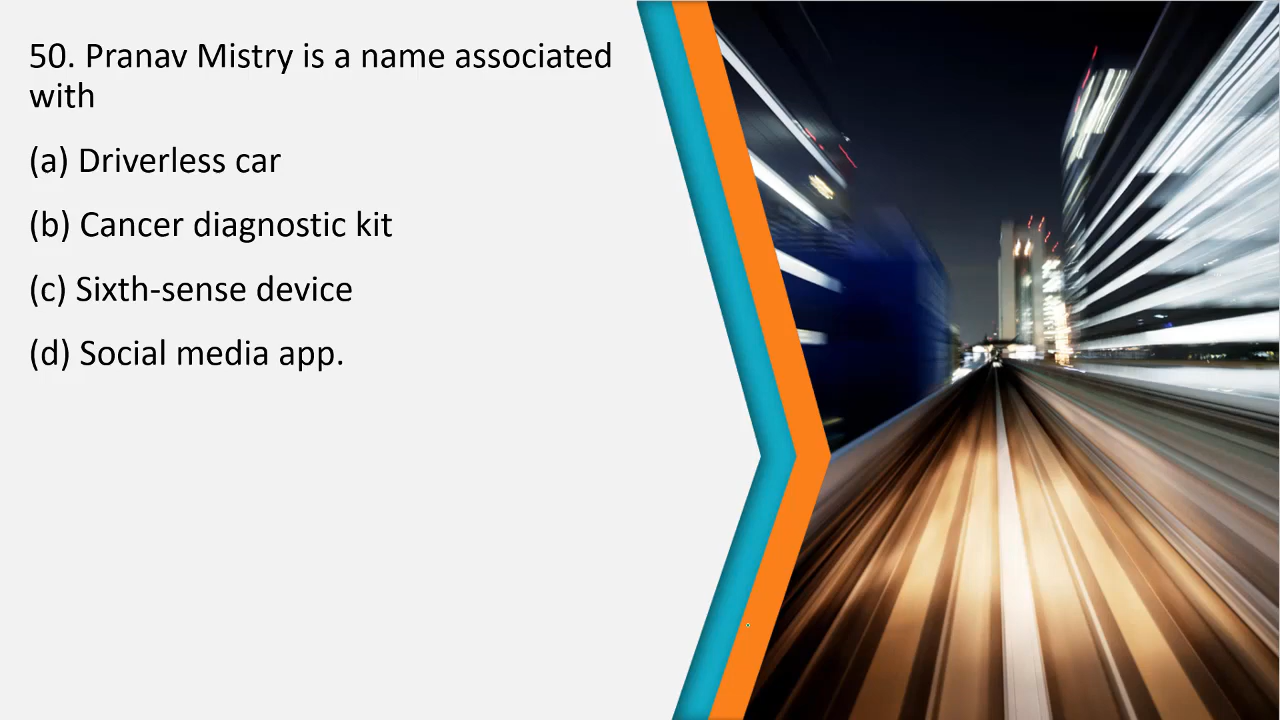 50. Pranav Mistry is a name associated
with
(a) Driverless car
(b) Cancer diagnostic kit
(c) Sixth-sense device
(d) Social media app.